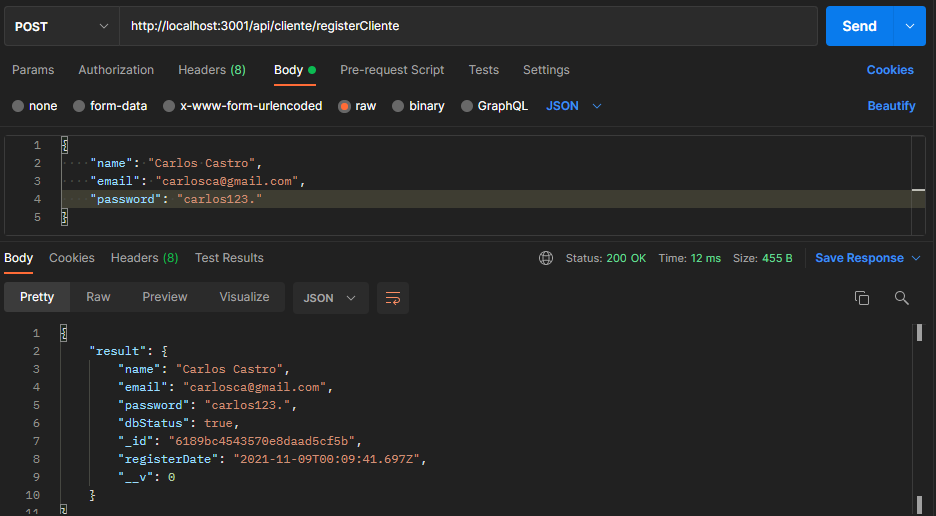 POST http://localhost:3001/api/cliente/registerCliente Send
Params Authorization Headers (8) Body Pre-request Script Tests Settings Cookies
none form-data x-www-form-urlencoded raw binary GraphQL JSON Beautify
1 {
2 "name": "Carlos Castro",
3 "email": "carlosca@gmail.com",
4 "password": "carlos123."
5 }
Body Cookies Headers (8) Test Results Status: 200 OK Time: 12 ms Size: 455 B Save Response
Pretty Raw Preview Visualize JSON
1 {
2 "result": {
3 "name": "Carlos Castro",
4 "email": "carlosca@gmail.com",
5 "password": "carlos123.",
6 "dbStatus": true,
7 "_id": "6189bc4543570e8daad5cf5b",
8 "registerDate": "2021-11-09T00:09:41.697Z",
9 "__v": 0
10 }
11 }